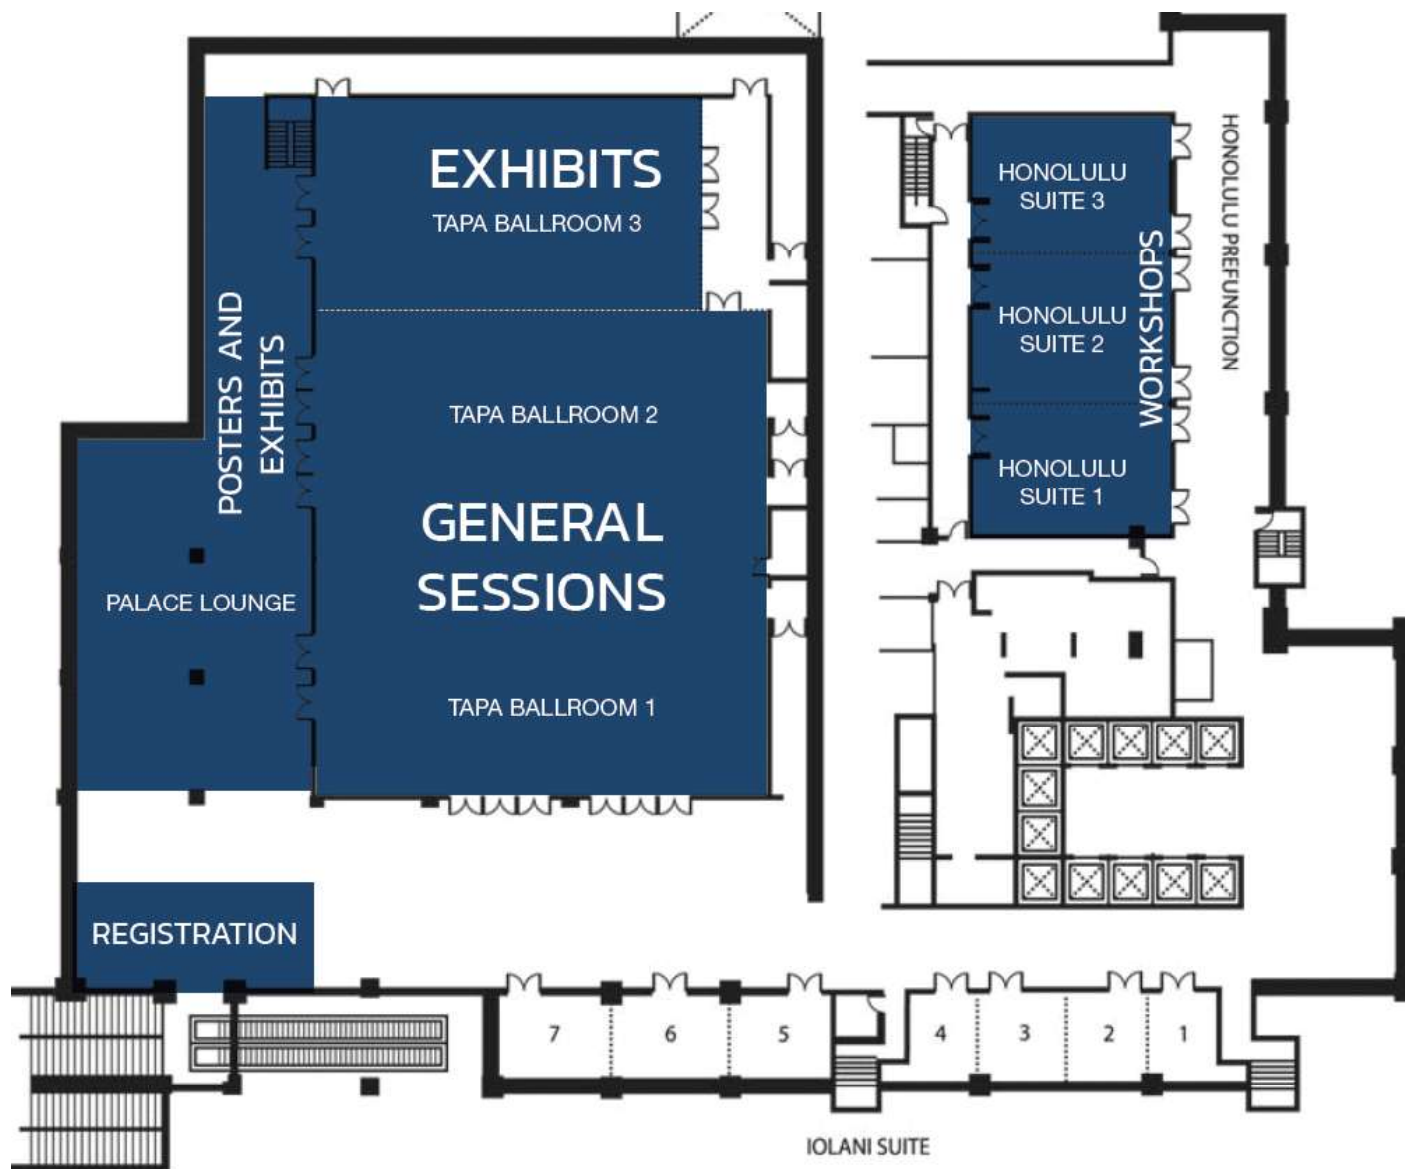 EXHIBITS
TAPA BALLROOM 3
POSTERS AND
EXHIBITS
TAPA BALLROOM 2
GENERAL
SESSIONS
PALACE LOUNGE
TAPA BALLROOM 1
REGISTRATION
HONOLULU
SUITE 3
HONOLULU
SUITE 2
HONOLULU
SUITE 1
WORKSHOPS
HONOLULU PREFUNCTION
7
6
5
4
3
2
1
IOLANI SUITE